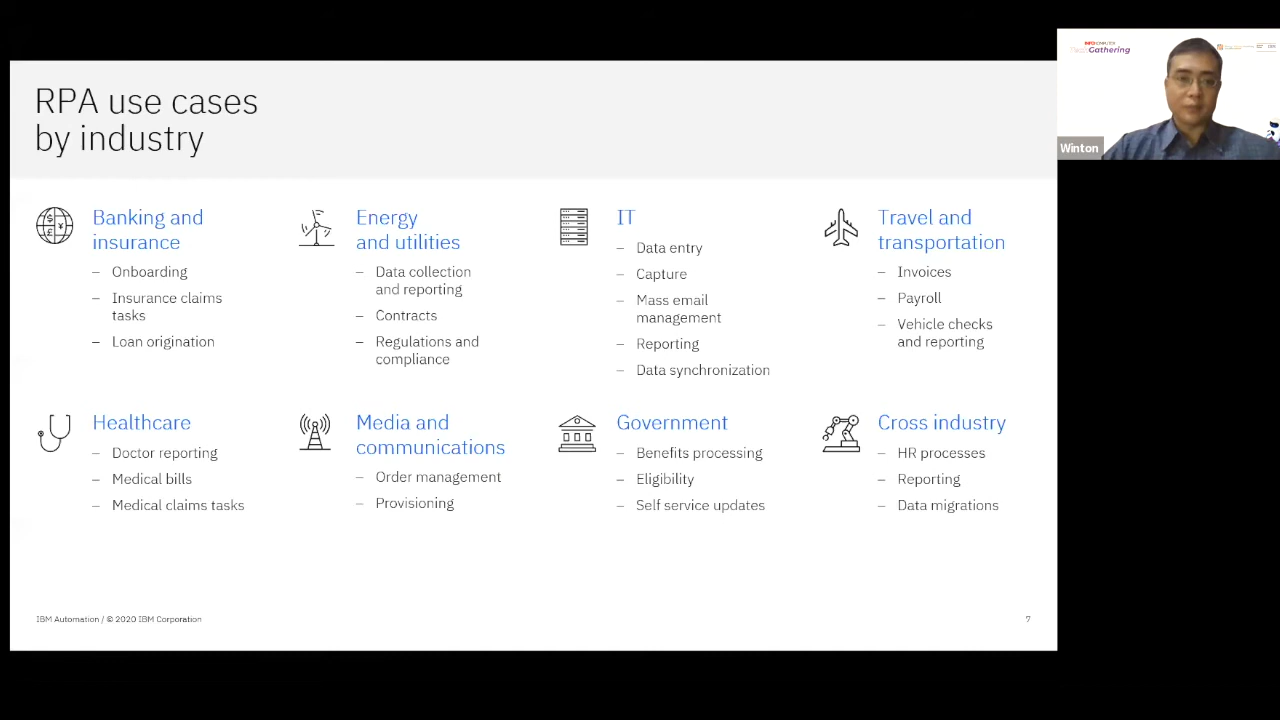 RPA use cases
by industry
Banking and
insurance
– Onboarding
– Insurance claims
tasks
– Loan origination
Energy
and utilities
– Data collection
and reporting
– Contracts
– Regulations and
compliance
IT
– Data entry
– Capture
– Mass email
management
– Reporting
– Data synchronization
Travel and
transportation
– Invoices
– Payroll
– Vehicle checks
and reporting
Healthcare
– Doctor reporting
– Medical bills
– Medical claims tasks
Media and
communications
– Order management
– Provisioning
Government
– Benefits processing
– Eligibility
– Self service updates
Cross industry
– HR processes
– Reporting
– Data migrations
IBM Automation / © 2020 IBM Corporation
7
TechGathering
Winton